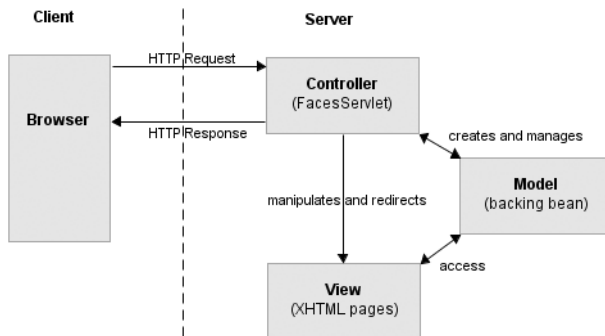 Client
Server
HTTP Request
Controller
(FacesServlet)
Browser
HTTP Response
creates and manages
Model
(backing bean)
manipulates and redirects
access
View
(XHTML pages)